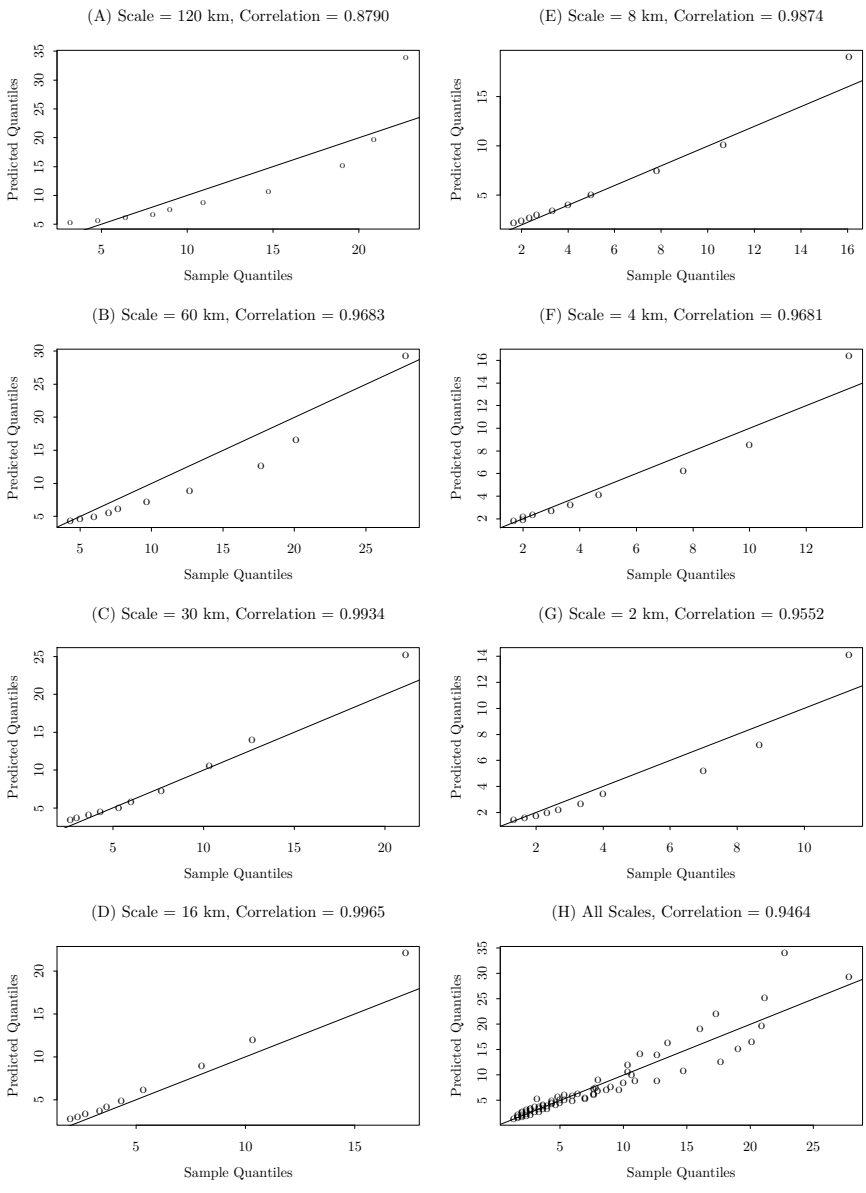 (A) Scale = 120 km, Correlation = 0.8790
Predicted Quantiles
35
30
25
20
15
10
5
5 10 15 20
Sample Quantiles
(B) Scale = 60 km, Correlation = 0.9683
Predicted Quantiles
30
25
20
15
10
5
5 10 15 20 25
Sample Quantiles
(C) Scale = 30 km, Correlation = 0.9934
Predicted Quantiles
25
20
15
10
5
5 10 15 20
Sample Quantiles
(D) Scale = 16 km, Correlation = 0.9965
Predicted Quantiles
20
15
10
5
5 10 15
Sample Quantiles
(E) Scale = 8 km, Correlation = 0.9874
Predicted Quantiles
15
10
5
2 4 6 8 10 12 14 16
Sample Quantiles
(F) Scale = 4 km, Correlation = 0.9681
Predicted Quantiles
16
14
12
10
8
6
4
2
2 4 6 8 10 12
Sample Quantiles
(G) Scale = 2 km, Correlation = 0.9552
Predicted Quantiles
14
12
10
8
6
4
2
2 4 6 8 10
Sample Quantiles
(H) All Scales, Correlation = 0.9464
Predicted Quantiles
35
30
25
20
15
10
5
5 10 15 20 25
Sample Quantiles